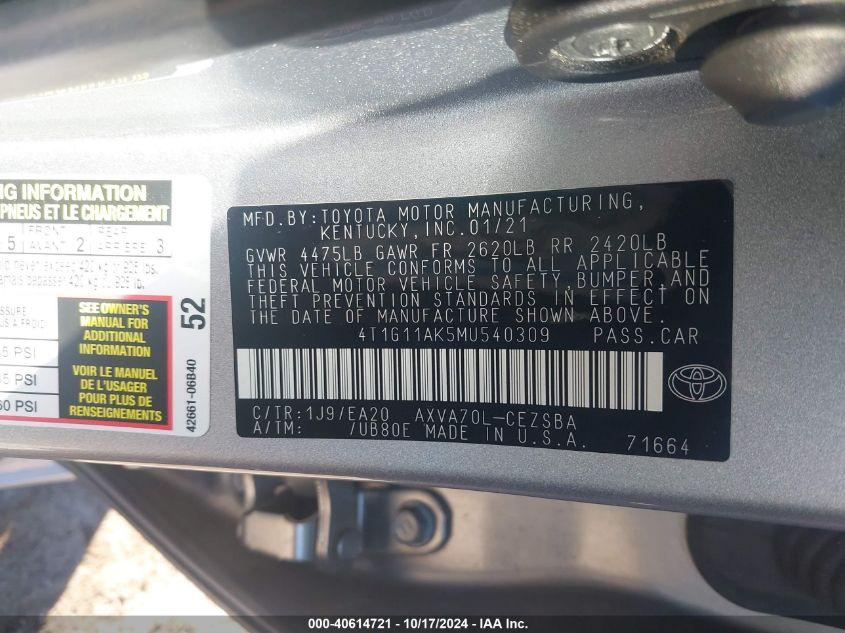 NG INFORMATION
PNEUS ET LE CHARGEMENT
5 FRONT AVANT 2 REAR ARRIERE 3
SEE OWNER'S
MANUAL FOR
ADDITIONAL
INFORMATION
VOIR LE MANUEL
DE L'USAGER
POUR PLUS DE
RENSEIGNEMENTS
5 PSI
5 PSI
60 PSI
52
42661-06B40
MFD.BY:TOYOTA MOTOR MANUFACTURING,
KENTUCKY,INC.01/21
GVWR 4475LB GAWR FR 2620LB RR 2420LB
THIS VEHICLE CONFORMS TO ALL APPLICABLE
FEDERAL MOTOR VEHICLE SAFETY,BUMPER,AND
THEFT PREVENTION STANDARDS IN EFFECT ON
THE DATE OF MANUFACTURE SHOWN ABOVE.
4T1G11AK5MU540309 PASS.CAR
C/TR:1J9/EA20 AXVA70L-CEZSBA
A/TM: /UB80E MADE IN U.S.A. 71664
000-40614721 - 10/17/2024 - IAA Inc.